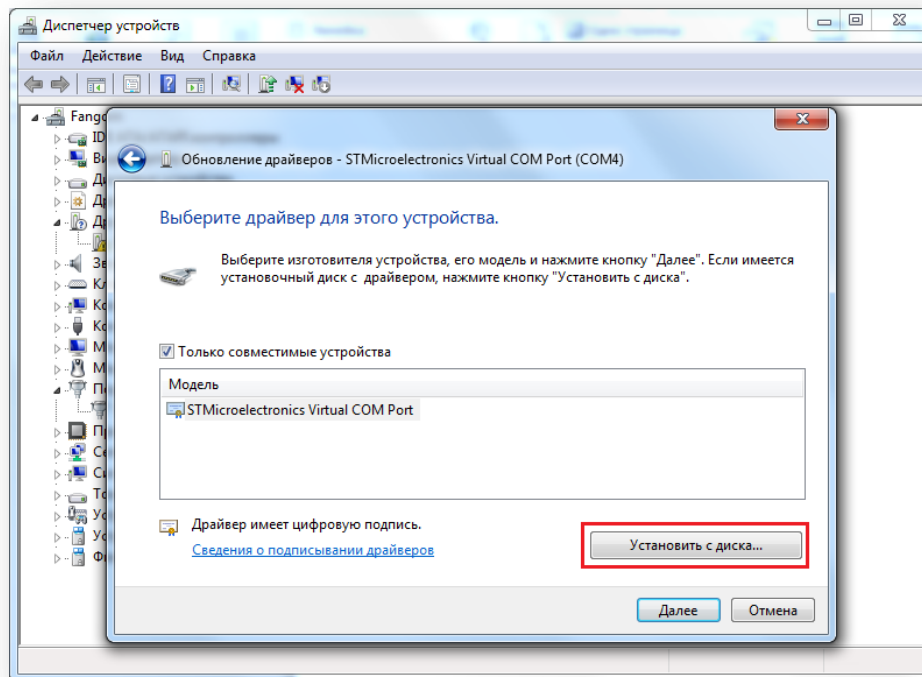 Диспетчер устройств
Файл Действие Вид Справка
Fang
ID
Обновление драйверов - STMicroelectronics Virtual COM Port (COM4)
Выберите драйвер для этого устройства.
Выберите изготовителя устройства, его модель и нажмите кнопку "Далее". Если имеется
установочный диск с драйвером, нажмите кнопку "Установить с диска".
Только совместимые устройства
Модель
STMicroelectronics Virtual COM Port
Драйвер имеет цифровую подпись.
Сведения о подписывании драйверов
Установить с диска...
Далее
Отмена